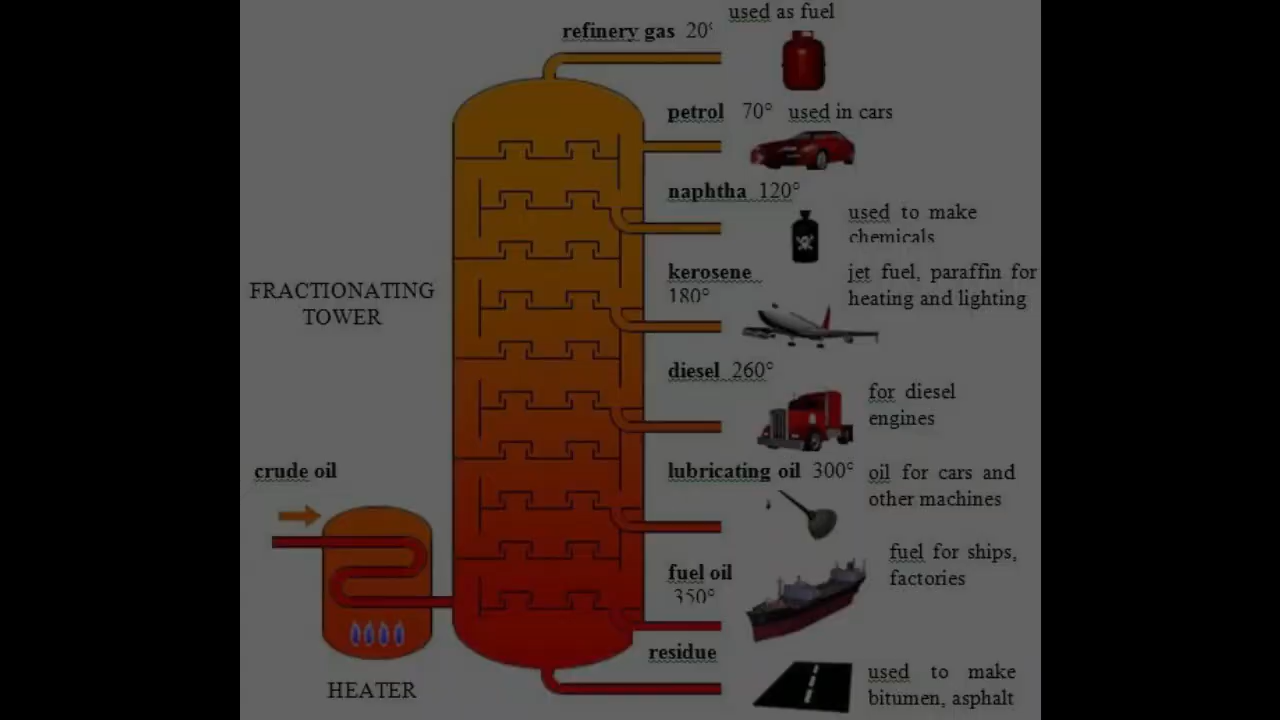 used as fuel
refinery gas 20°
petrol 70° used in cars
naphtha 120°
used to make
chemicals
kerosene
180°
jet fuel, paraffin for
heating and lighting
FRACTIONATING
TOWER
diesel 260°
for diesel
engines
crude oil
lubricating oil 300°
oil for cars and
other machines
fuel oil
350°
fuel for ships,
factories
residue
used to make
bitumen, asphalt
HEATER